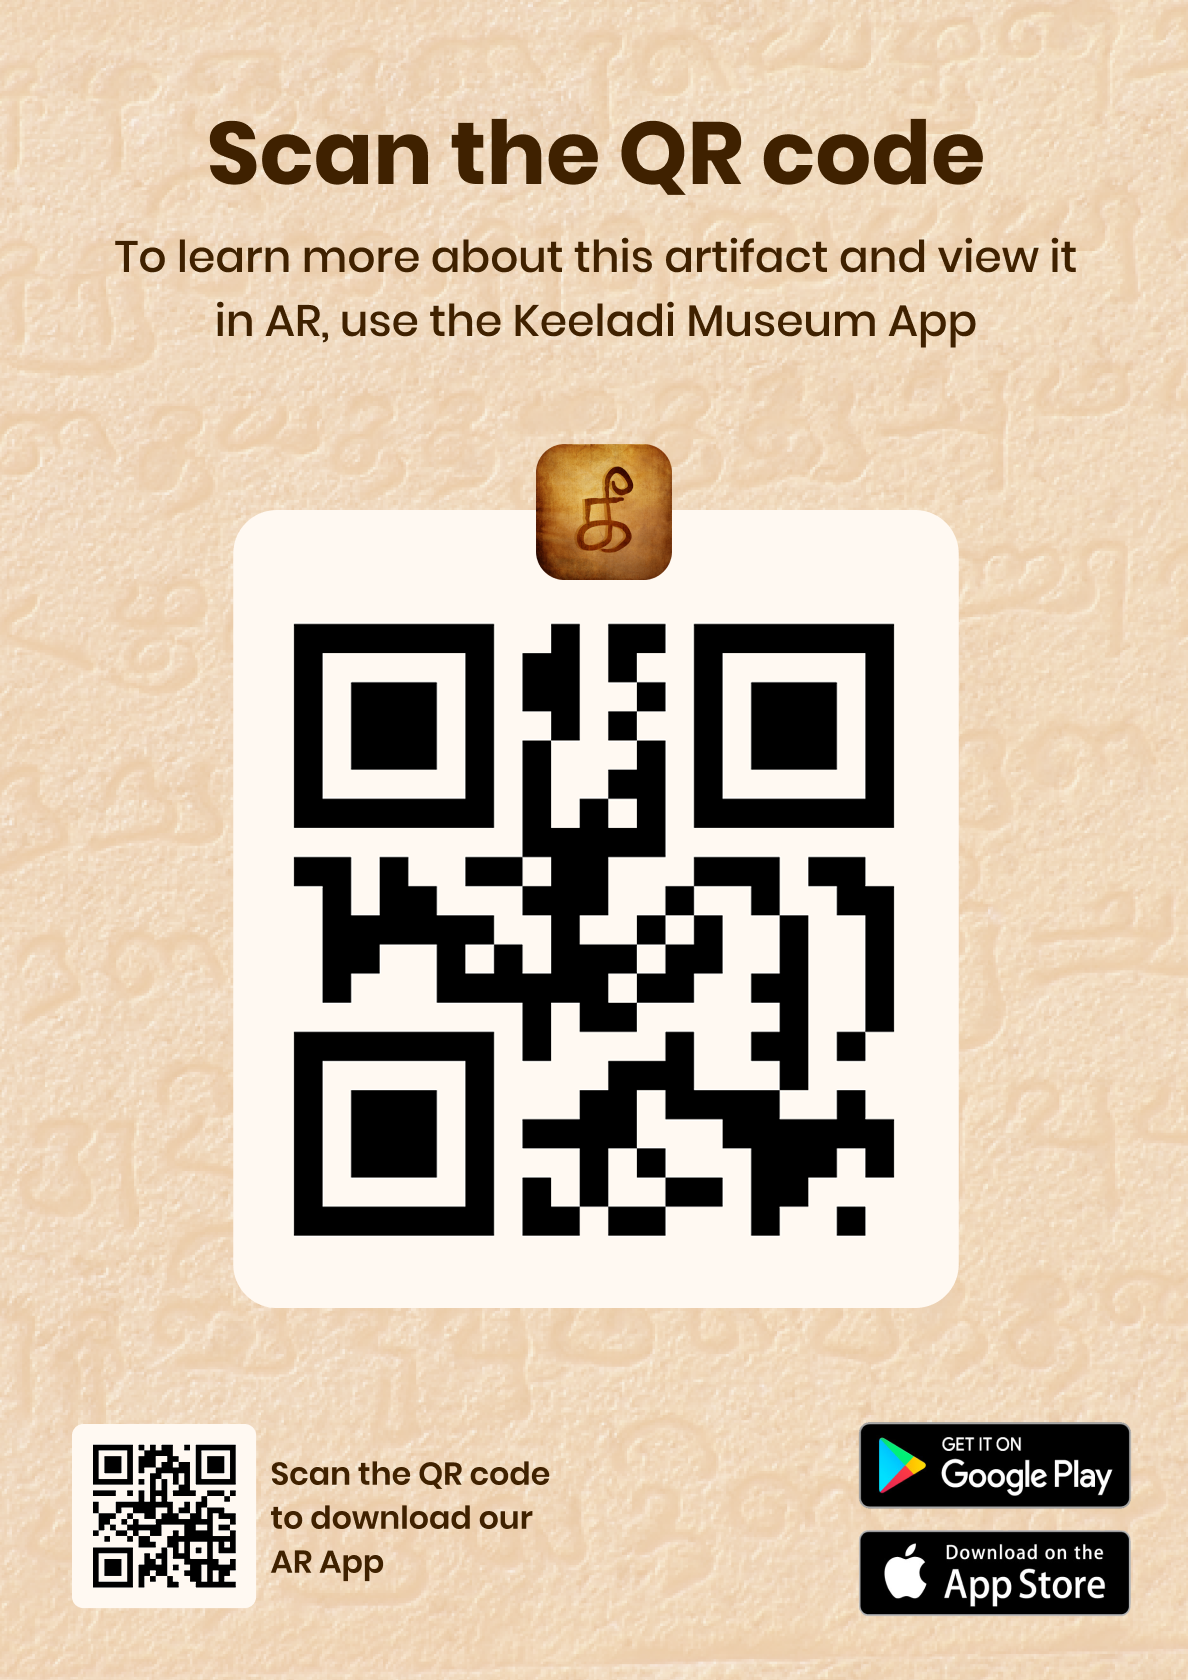 Scan the QR code
To learn more about this artifact and view it
in AR, use the Keeladi Museum App
கீ
Scan the QR code
to download our
AR App
GET IT ON
Google Play
Download on the
App Store